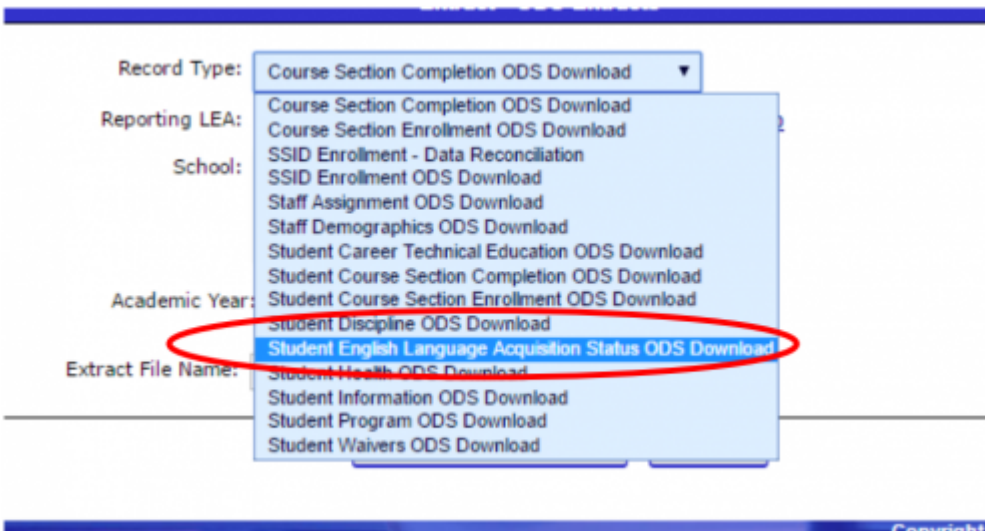 Record Type:
Course Section Completion ODS Download
Course Section Completion ODS Download
Reporting LEA:
Course Section Enrollment ODS Download
SSID Enrollment - Data Reconciliation
School:
SSID Enrollment ODS Download
Staff Assignment ODS Download
Staff Demographics ODS Download
Student Career Technical Education ODS Download
Student Course Section Completion ODS Download
Academic Year:
Student Course Section Enrollment ODS Download
Student Discipline ODS Download
Student English Language Acquisition Status ODS Download
Extract File Name:
Student Health ODS Download
Student Information ODS Download
Student Program ODS Download
Student Waivers ODS Download
Copyright